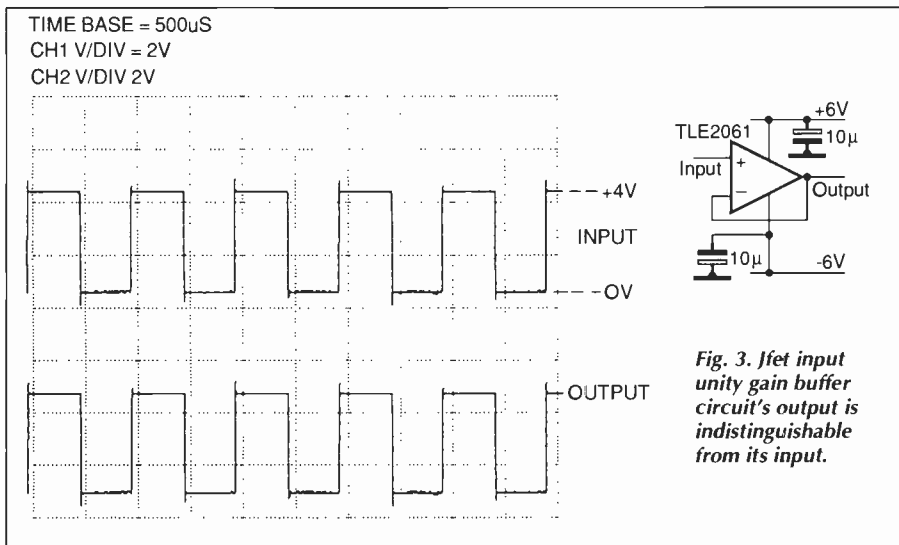 TIME BASE = 500uS
CH1 V/DIV = 2V
CH2 V/DIV 2V
+4V
INPUT
0V
OUTPUT
+6V
TLE2061
10µ
Input
+
−
Output
10µ
-6V
Fig. 3. Jfet input
unity gain buffer
circuit's output is
indistinguishable
from its input.